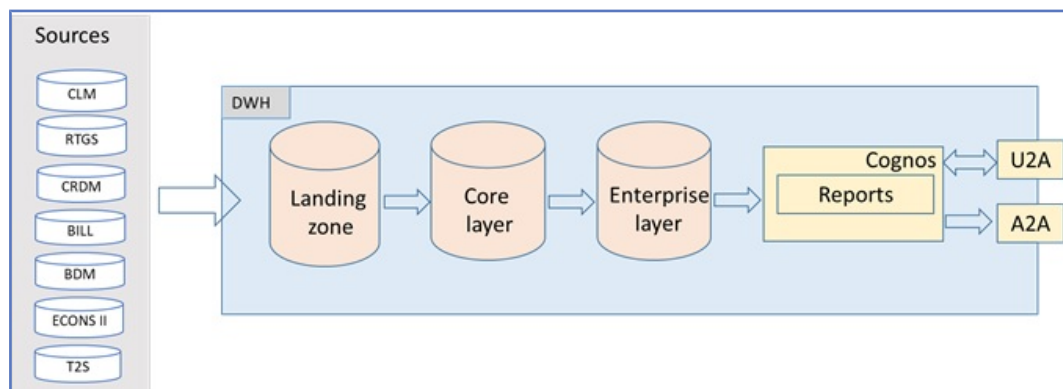 Sources
CLM
RTGS
CRDM
BILL
BDM
ECONS II
T2S
DWH
Landing
zone
Core
layer
Enterprise
layer
Cognos
Reports
U2A
A2A